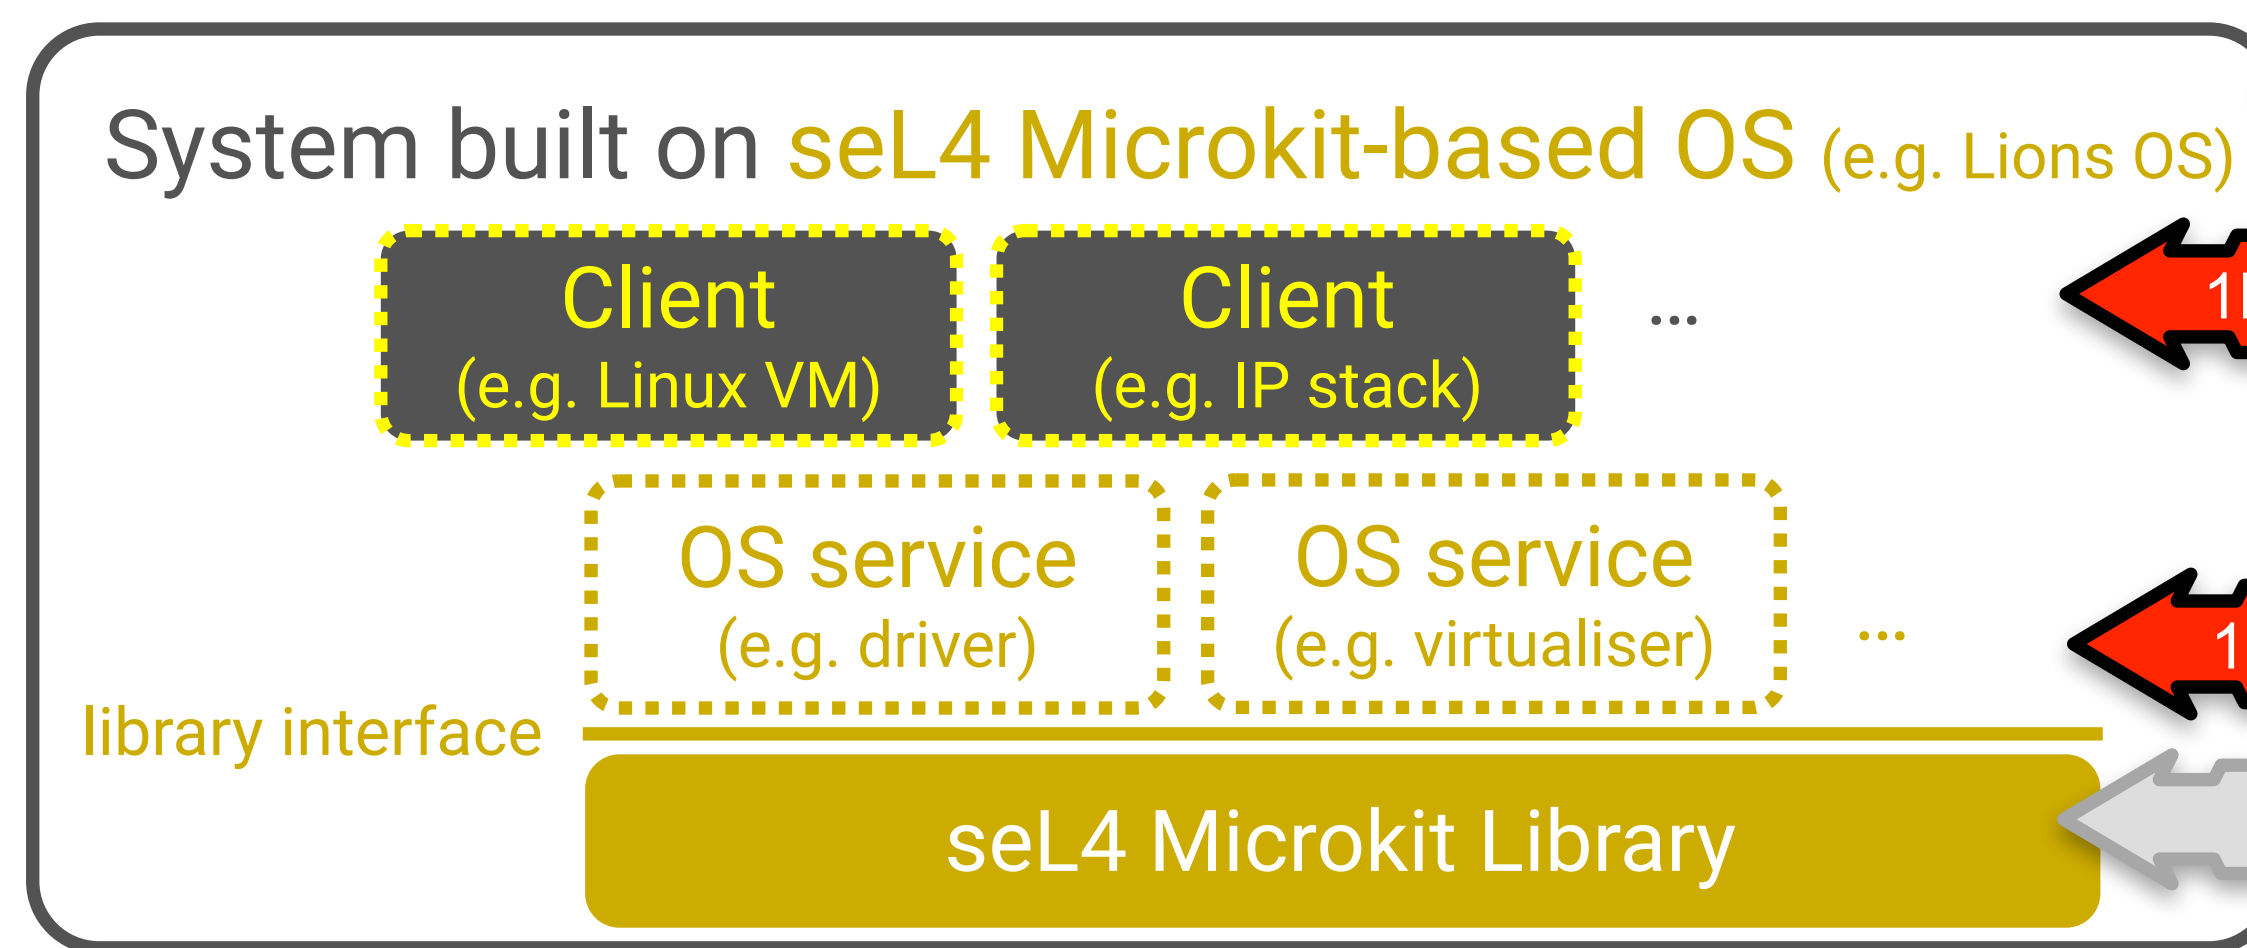 System built on seL4 Microkit-based OS (e.g. Lions OS)
Client
(e.g. Linux VM)
Client
(e.g. IP stack)
...
OS service
(e.g. driver)
OS service
(e.g. virtualiser)
...
1
library interface
seL4 Microkit Library